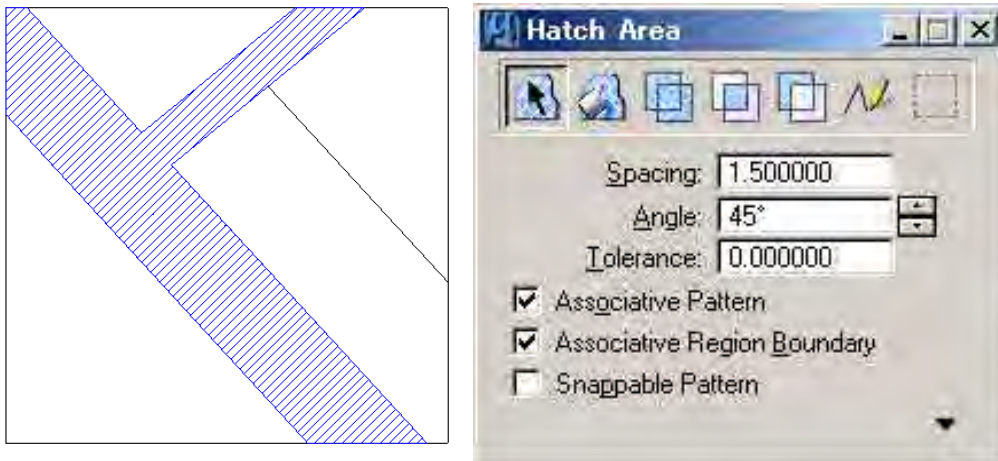 Hatch Area
Spacing: 1.500000
Angle: 45°
Tolerance: 0.000000
Associative Pattern
Associative Region Boundary
Snappable Pattern